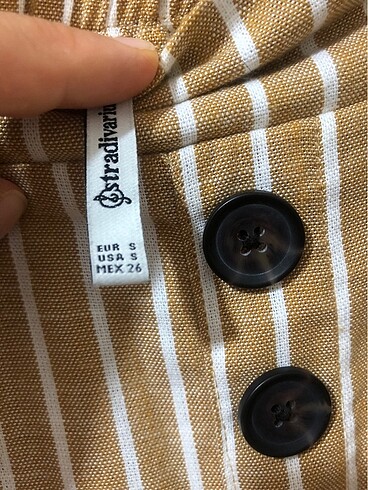 stradivarius
EUR S
USA S
MEX 26